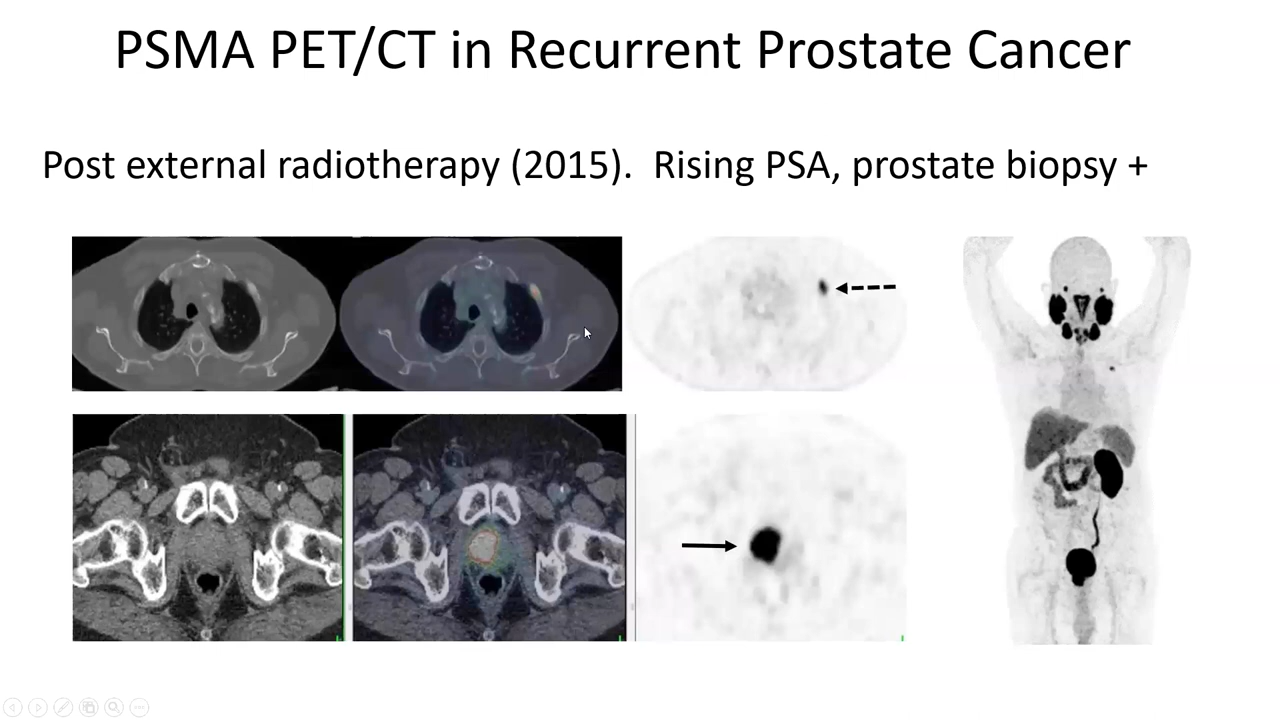 PSMA PET/CT in Recurrent Prostate Cancer
Post external radiotherapy (2015).  Rising PSA, prostate biopsy +